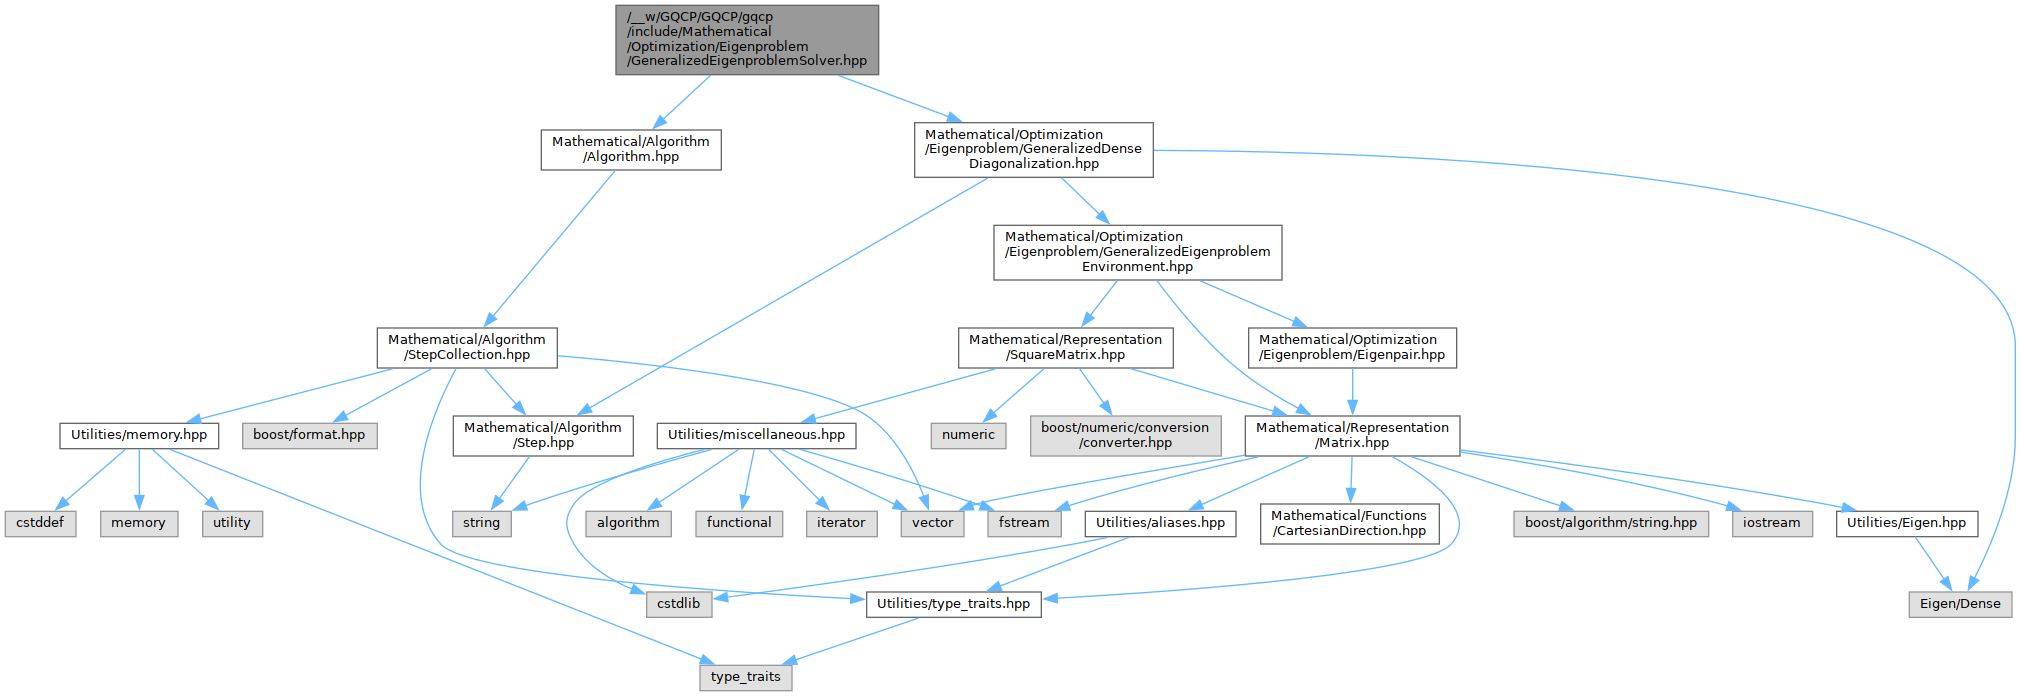 /__w/GQCP/GQCP/gqcp
/include/Mathematical
/Optimization/Eigenproblem
/GeneralizedEigenproblemSolver.hpp
Mathematical/Algorithm
/Algorithm.hpp
Mathematical/Optimization
/Eigenproblem/GeneralizedDense
Diagonalization.hpp
Mathematical/Optimization
/Eigenproblem/GeneralizedEigenproblem
Environment.hpp
Mathematical/Algorithm
/StepCollection.hpp
Mathematical/Representation
/SquareMatrix.hpp
Mathematical/Optimization
/Eigenproblem/Eigenpair.hpp
Utilities/memory.hpp
boost/format.hpp
Mathematical/Algorithm
/Step.hpp
Utilities/miscellaneous.hpp
numeric
boost/numeric/conversion
/converter.hpp
Mathematical/Representation
/Matrix.hpp
cstddef
memory
utility
string
algorithm
functional
iterator
vector
fstream
Utilities/aliases.hpp
Mathematical/Functions
/CartesianDirection.hpp
boost/algorithm/string.hpp
iostream
Utilities/Eigen.hpp
cstdlib
Utilities/type_traits.hpp
Eigen/Dense
type_traits